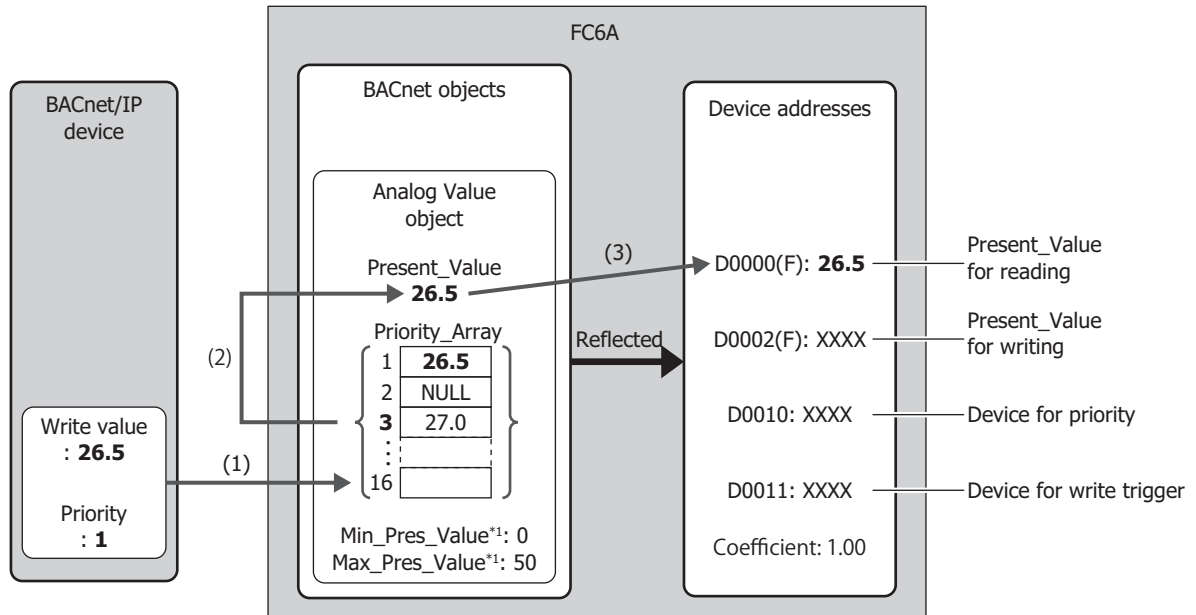 FC6A
BACnet/IP
device
Write value
: 26.5
Priority
: 1
(1)
(2)
BACnet objects
Analog Value
object
Present_Value
26.5
Priority_Array
1 26.5
2 NULL
3 27.0
:
16
Min_Pres_Value*1: 0
Max_Pres_Value*1: 50
(3)
Reflected
Device addresses
D0000(F): 26.5
Present_Value
for reading
D0002(F): XXXX
Present_Value
for writing
D0010: XXXX
Device for priority
D0011: XXXX
Device for write trigger
Coefficient: 1.00